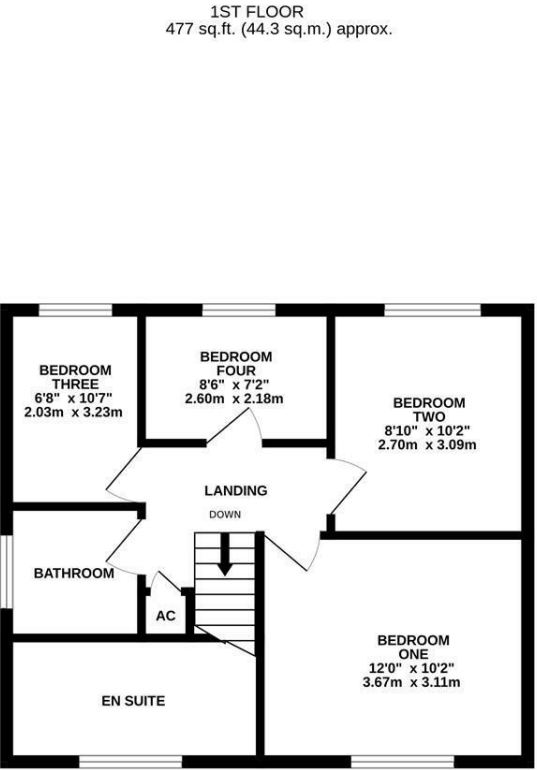 1ST FLOOR
477 sq.ft. (44.3 sq.m.) approx.
BEDROOM
THREE
6'8" x 10'7"
2.03m x 3.23m
BEDROOM
FOUR
8'6" x 7'2"
2.60m x 2.18m
BEDROOM
TWO
8'10" x 10'2"
2.70m x 3.09m
LANDING
DOWN
BATHROOM
AC
BEDROOM
ONE
12'0" x 10'2"
3.67m x 3.11m
EN SUITE